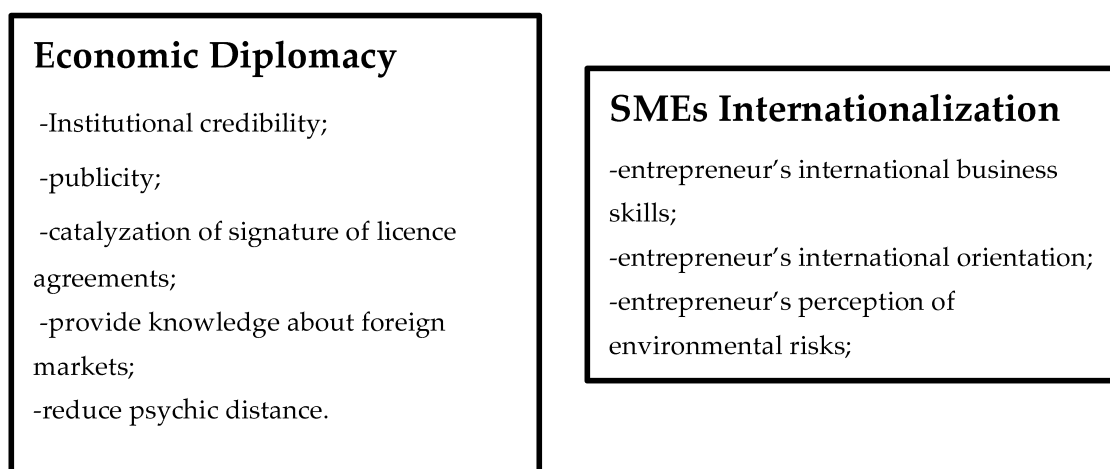 Economic Diplomacy
-Institutional credibility;
-publicity;
-catalyzation of signature of licence
agreements;
-provide knowledge about foreign
markets;
-reduce psychic distance.
SMEs Internationalization
-entrepreneur’s international business
skills;
-entrepreneur’s international orientation;
-entrepreneur’s perception of
environmental risks;